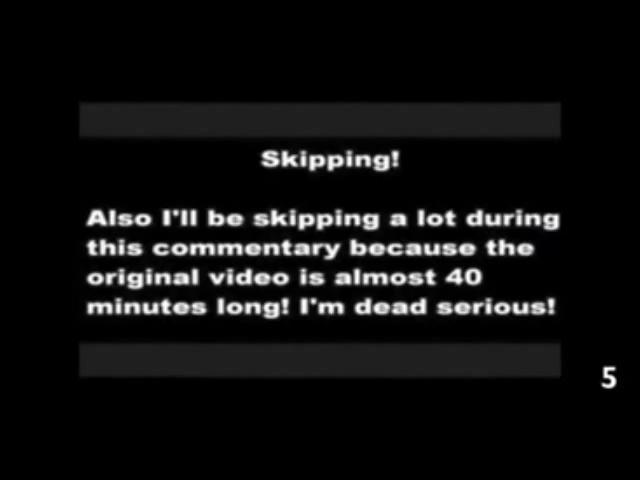 Skipping!
Also I'll be skipping a lot during
this commentary because the
original video is almost 40
minutes long! I'm dead serious!
5